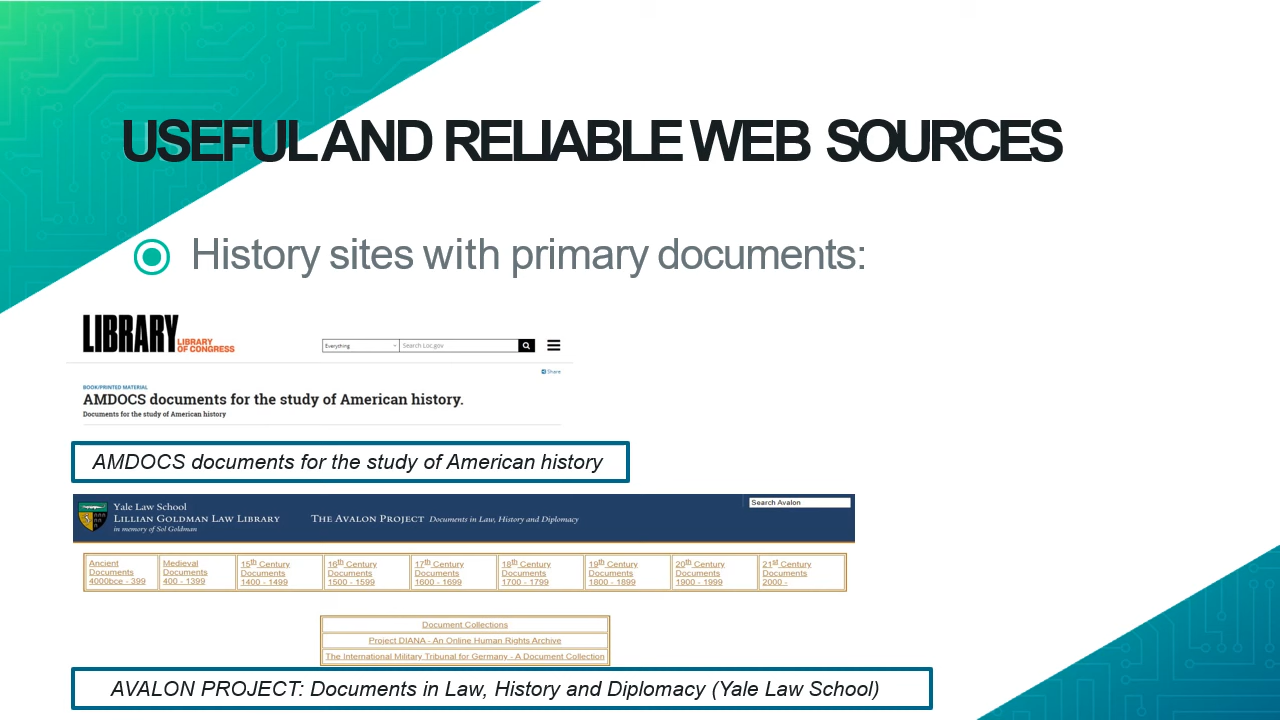 USEFUL AND RELIABLE WEB SOURCES
History sites with primary documents:
LIBRARY
LIBRARY
OF CONGRESS
Everything
Search Loc.gov
Share
BOOK/PRINTED MATERIAL
AMDOCS documents for the study of American history.
Documents for the study of American history
AMDOCS documents for the study of American history
Search Avalon
Yale Law School
LILLIAN GOLDMAN LAW LIBRARY
in memory of Sol Goldman
THE AVALON PROJECT Documents in Law, History and Diplomacy
Ancient
Documents
4000bce - 399
Medieval
Documents
400 - 1399
15th Century
Documents
1400 - 1499
16th Century
Documents
1500 - 1599
17th Century
Documents
1600 - 1699
18th Century
Documents
1700 - 1799
19th Century
Documents
1800 - 1899
20th Century
Documents
1900 - 1999
21st Century
Documents
2000 -
Document Collections
Project DIANA - An Online Human Rights Archive
The International Military Tribunal for Germany - A Document Collection
AVALON PROJECT: Documents in Law, History and Diplomacy (Yale Law School)